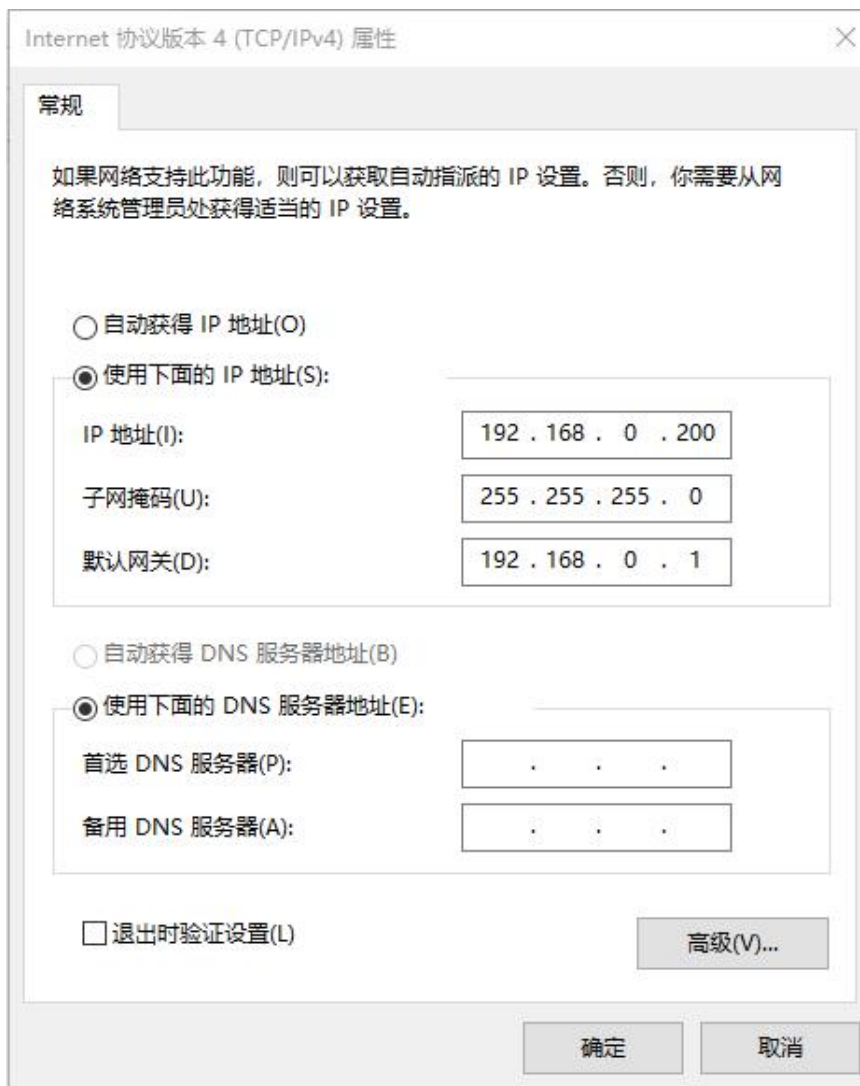 Internet 协议版本 4 (TCP/IPv4) 属性
常规
如果网络支持此功能，则可以获取自动指派的 IP 设置。否则，你需要从网
络系统管理员处获得适当的 IP 设置。
自动获得 IP 地址(O)
使用下面的 IP 地址(S):
IP 地址(I): 192 . 168 . 0 . 200
子网掩码(U): 255 . 255 . 255 . 0
默认网关(D): 192 . 168 . 0 . 1
自动获得 DNS 服务器地址(B)
使用下面的 DNS 服务器地址(E):
首选 DNS 服务器(P): . . .
备用 DNS 服务器(A): . . .
退出时验证设置(L)
高级(V)...
确定 取消